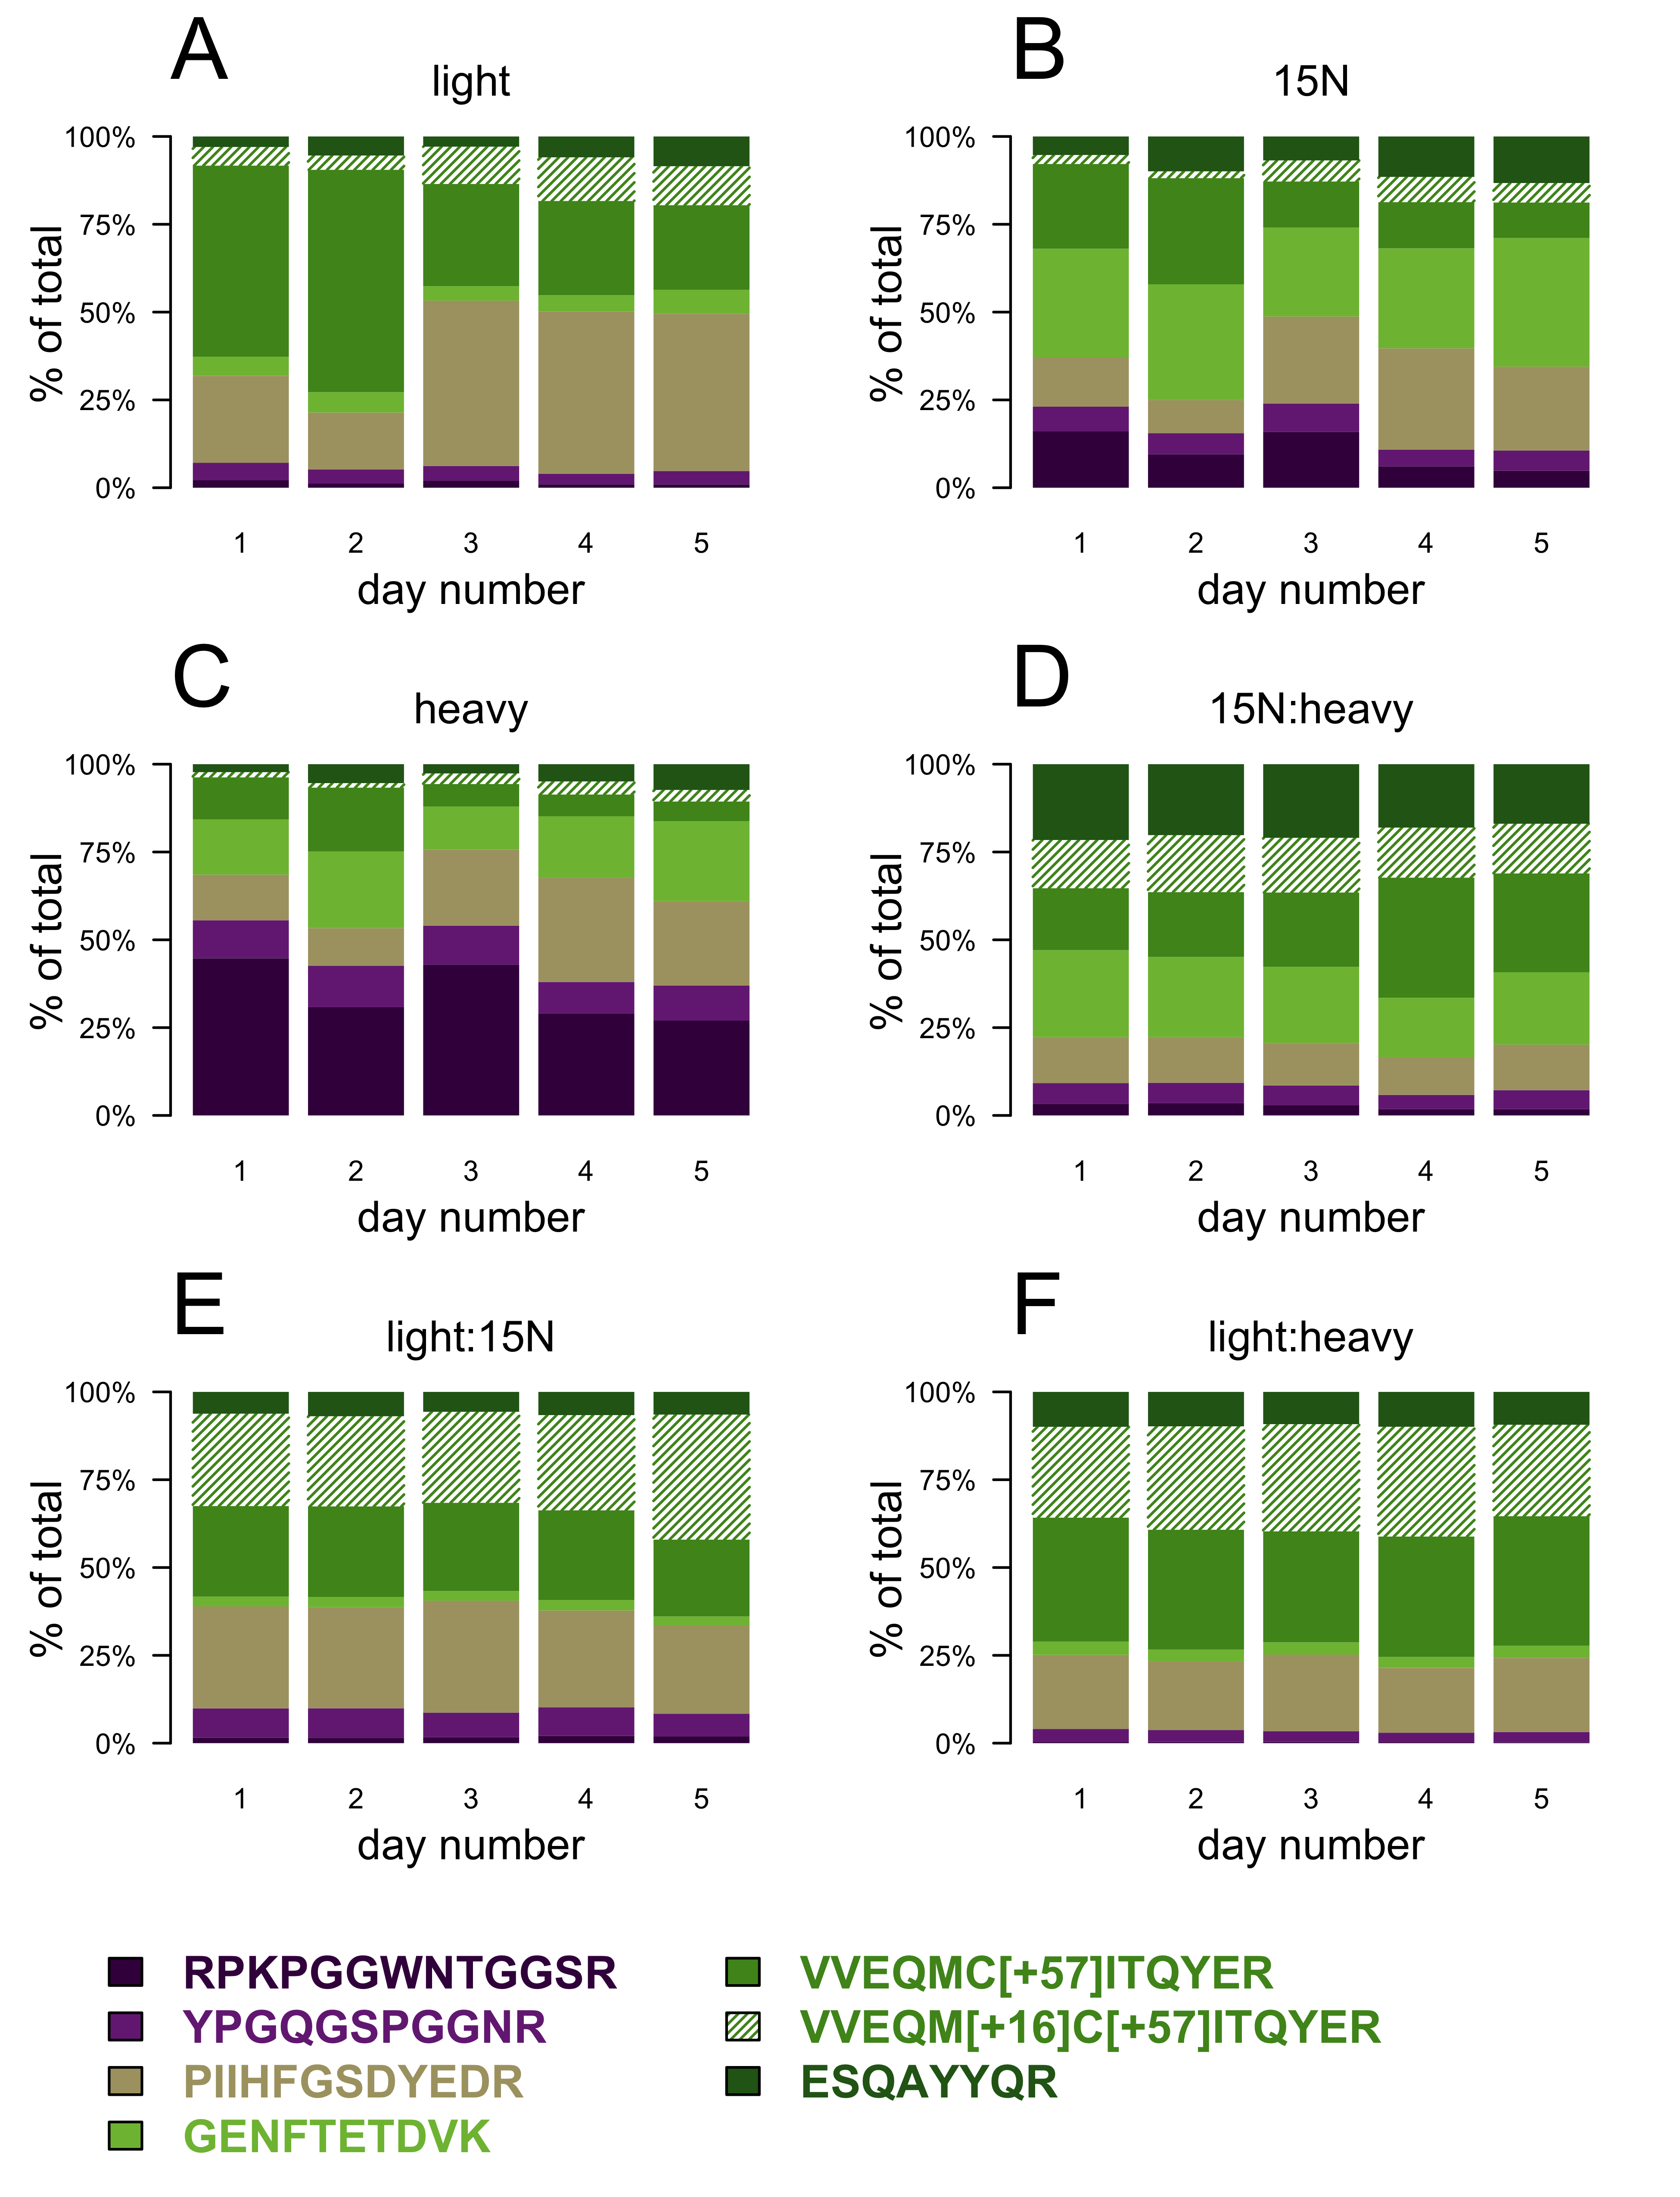 A
light
100%
75%
50%
25%
0%
% of total
1 2 3 4 5
day number
B
15N
100%
75%
50%
25%
0%
% of total
1 2 3 4 5
day number
C
heavy
100%
75%
50%
25%
0%
% of total
1 2 3 4 5
day number
D
15N:heavy
100%
75%
50%
25%
0%
% of total
1 2 3 4 5
day number
E
light:15N
100%
75%
50%
25%
0%
% of total
1 2 3 4 5
day number
F
light:heavy
100%
75%
50%
25%
0%
% of total
1 2 3 4 5
day number
RPKPGGWNTGGSR
YPGQGSPGGNR
PIIHFGSDYEDR
GENFTETDVK
VVEQMC[+57]ITQYER
VVEQM[+16]C[+57]ITQYER
ESQAYYQR